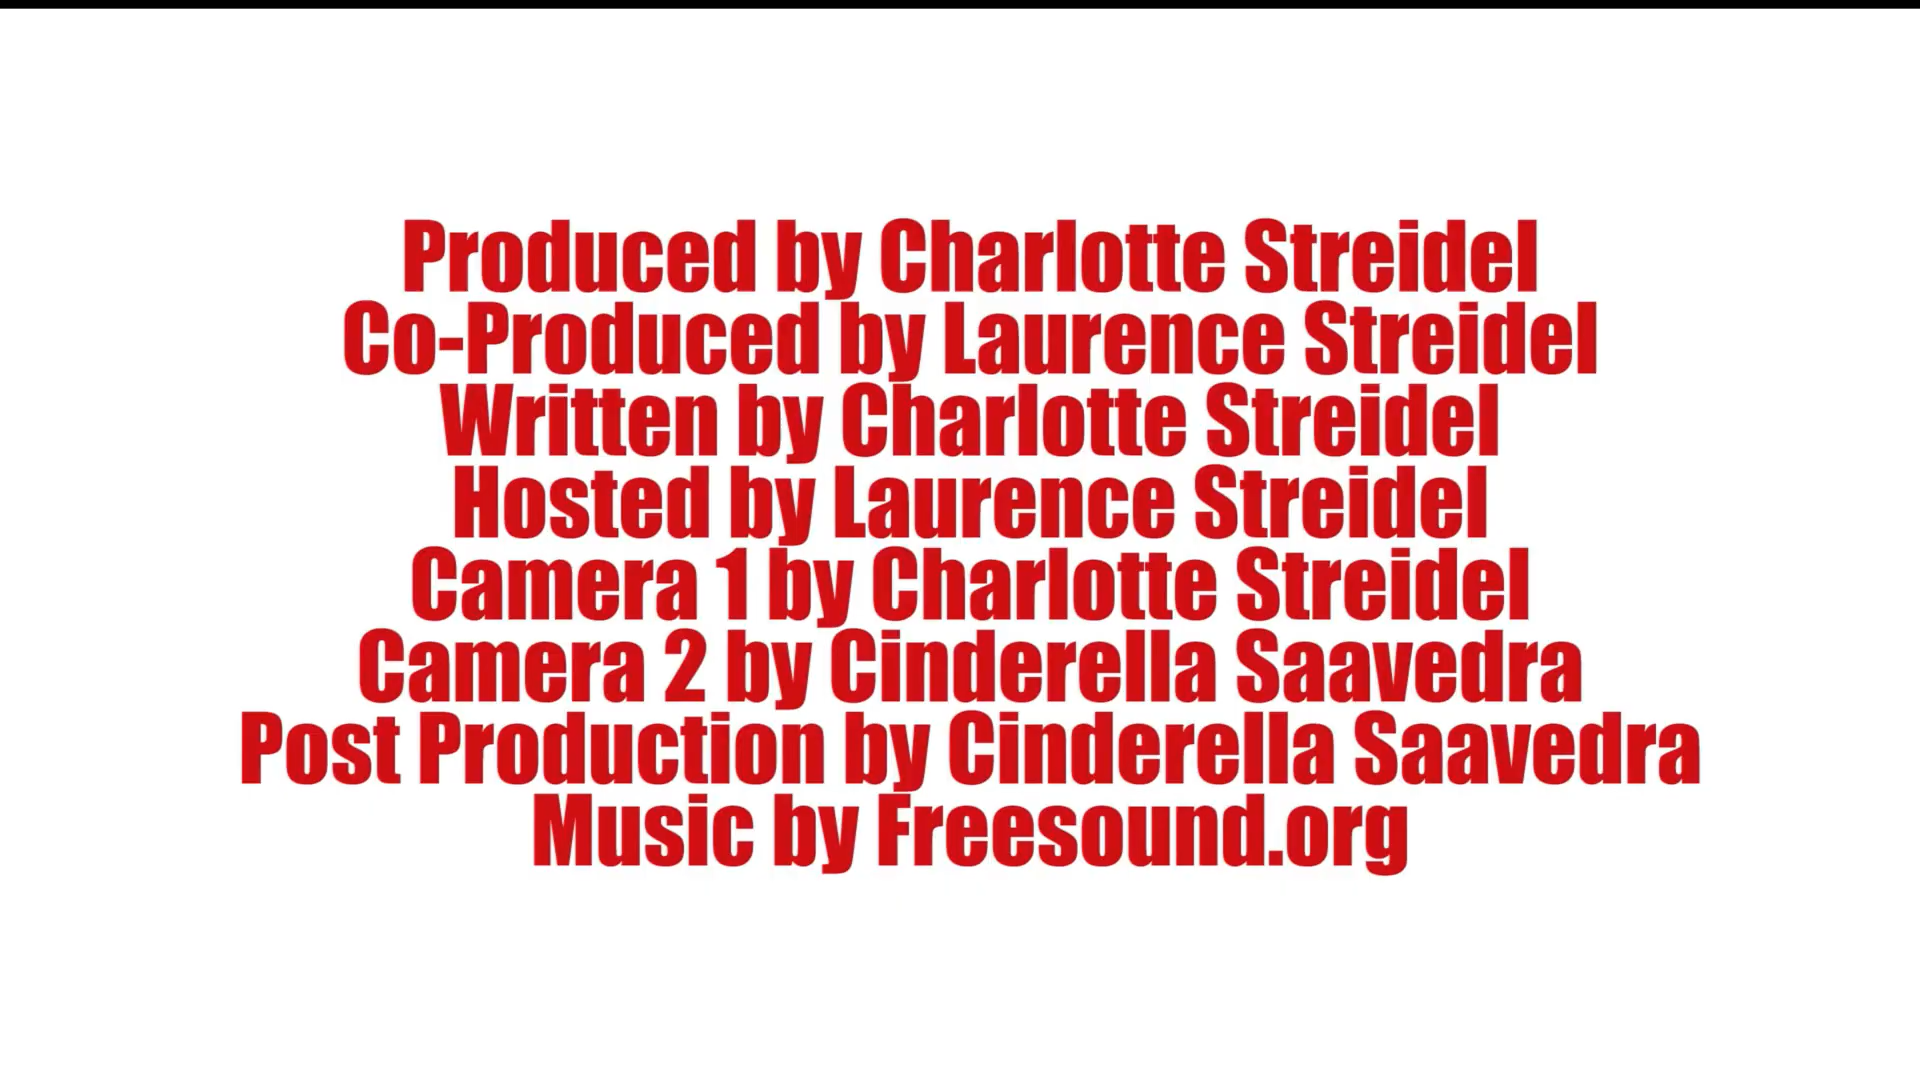 Produced by Charlotte Streidel
Co-Produced by Laurence Streidel
Written by Charlotte Streidel
Hosted by Laurence Streidel
Camera 1 by Charlotte Streidel
Camera 2 by Cinderella Saavedra
Post Production by Cinderella Saavedra
Music by Freesound.org